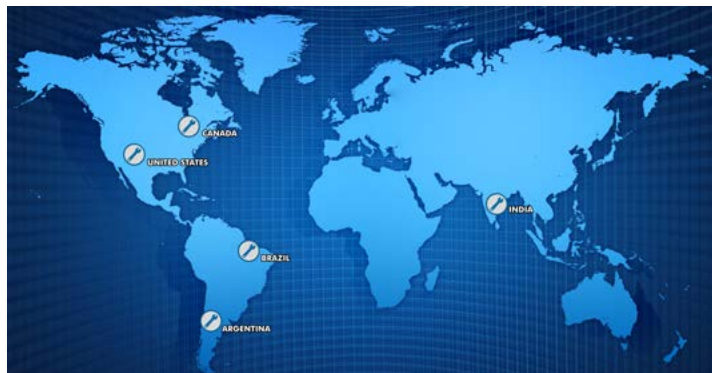 CANADA
UNITED STATES
INDIA
BRAZIL
ARGENTINA